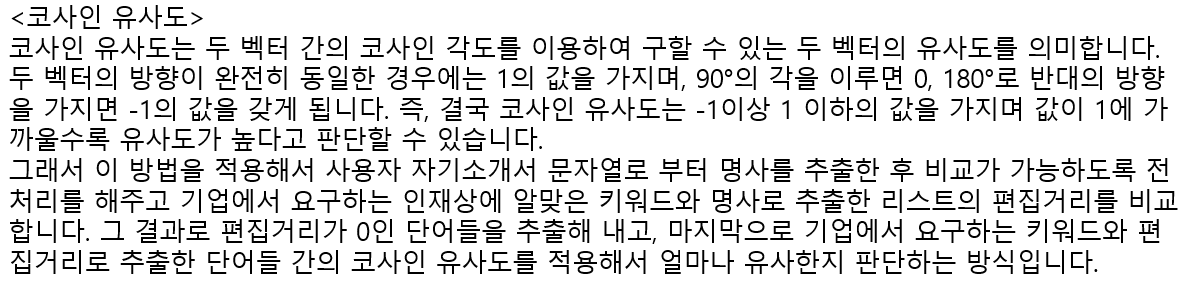 <코사인 유사도>
코사인 유사도는 두 벡터 간의 코사인 각도를 이용하여 구할 수 있는 두 벡터의 유사도를 의미합니다.
두 벡터의 방향이 완전히 동일한 경우에는 1의 값을 가지며, 90°의 각을 이루면 0, 180°로 반대의 방향
을 가지면 -1의 값을 갖게 됩니다. 즉, 결국 코사인 유사도는 -1이상 1 이하의 값을 가지며 값이 1에 가
까울수록 유사도가 높다고 판단할 수 있습니다.
그래서 이 방법을 적용해서 사용자 자기소개서 문자열로 부터 명사를 추출한 후 비교가 가능하도록 전
처리를 해주고 기업에서 요구하는 인재상에 알맞은 키워드와 명사로 추출한 리스트의 편집거리를 비교
합니다. 그 결과로 편집거리가 0인 단어들을 추출해 내고, 마지막으로 기업에서 요구하는 키워드와 편
집거리로 추출한 단어들 간의 코사인 유사도를 적용해서 얼마나 유사한지 판단하는 방식입니다.